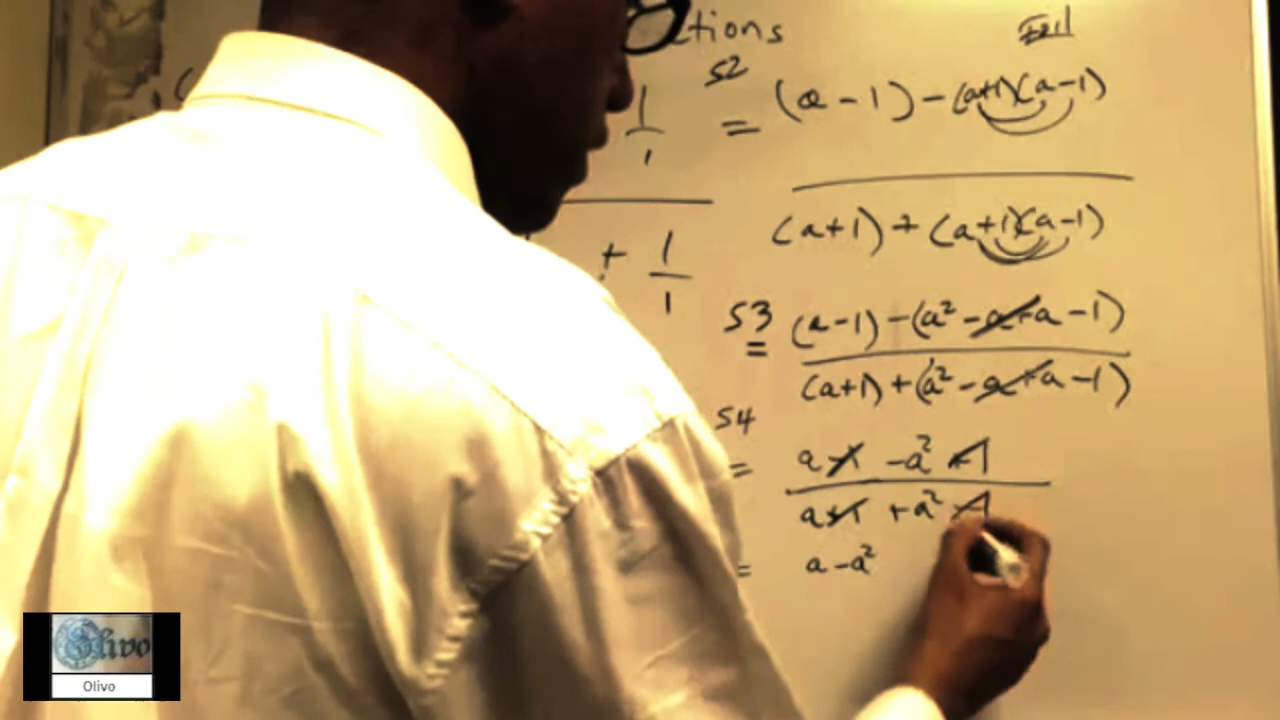 ctions
Foil
1
1
S2
= (a - 1) - (a+1)(a-1)
(a+1) + (a+1)(a-1)
+ 1
1
S3
= (a-1) - (a² - a + a - 1)
(a+1) + (a² - a + a - 1)
S4
= a - 1 - a² + 1
a + 1 + a² - 1
= a - a²
Olivo
Olivo